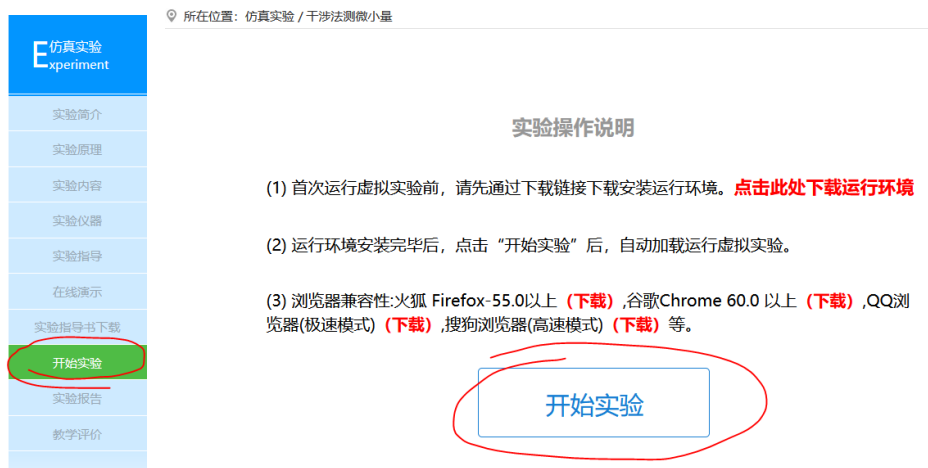 所在位置：仿真实验 / 干涉法测微小量
仿真实验
Experiment
实验简介
实验原理
实验内容
实验仪器
实验指导
在线演示
实验指导书下载
开始实验
实验报告
教学评价
实验操作说明
(1) 首次运行虚拟实验前，请先通过下载链接下载安装运行环境。点击此处下载运行环境
(2) 运行环境安装完毕后，点击“开始实验”后，自动加载运行虚拟实验。
(3) 浏览器兼容性:火狐 Firefox-55.0以上（下载）,谷歌Chrome 60.0 以上（下载）,QQ浏
览器(极速模式)（下载）,搜狗浏览器(高速模式)（下载）等。
开始实验